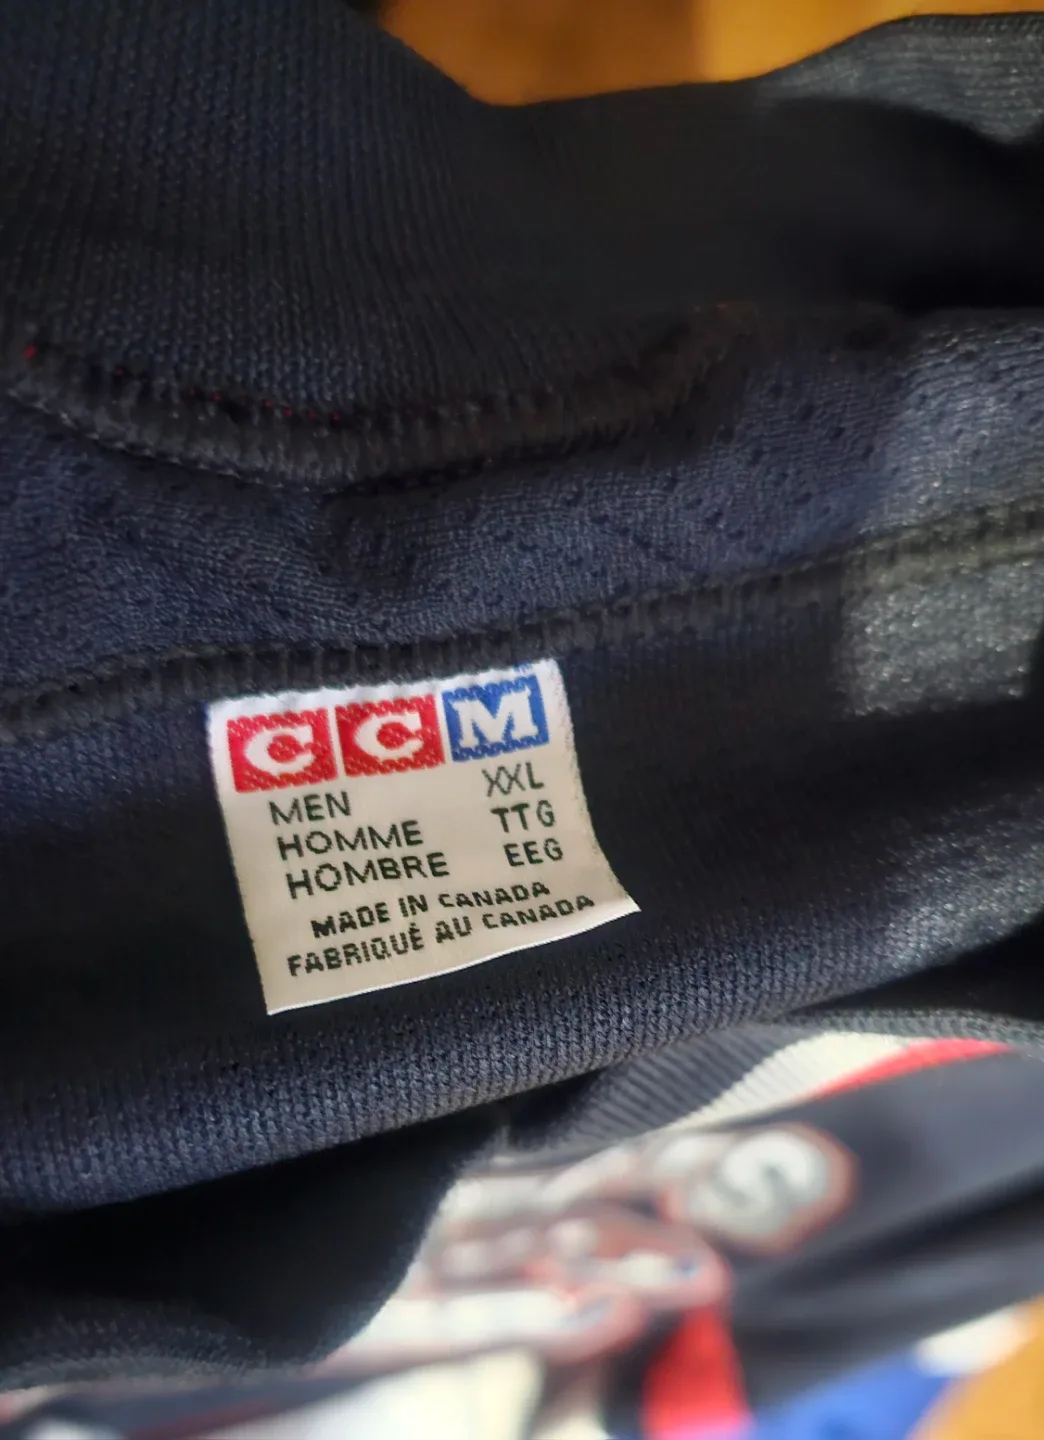 CCM
MEN XXL
HOMME TTG
HOMBRE EEG
MADE IN CANADA
FABRIQUÉ AU CANADA